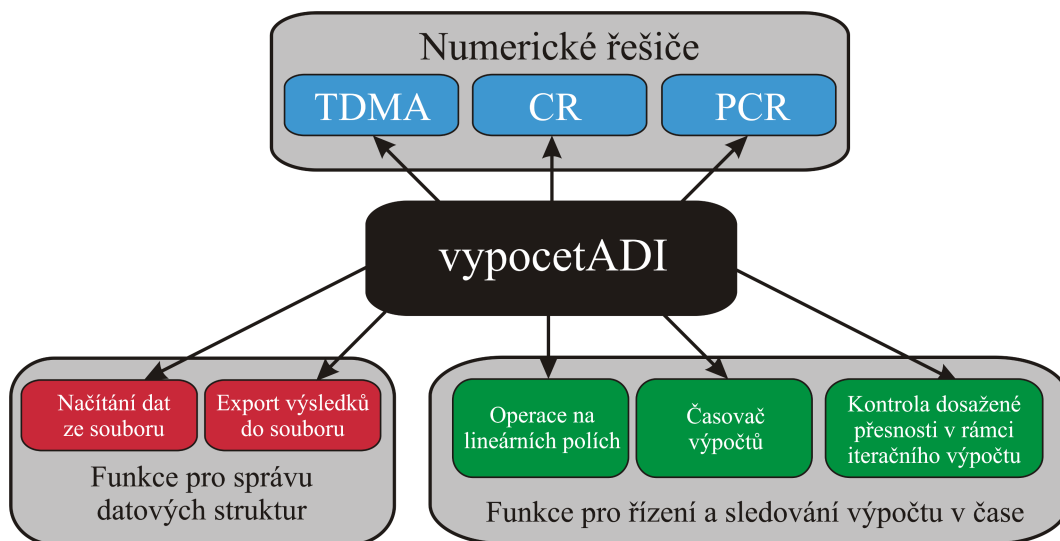 Numerické řešiče
TDMA
CR
PCR
vypocetADI
Načítání dat
ze souboru
Export výsledků
do souboru
Funkce pro správu
datových struktur
Operace na
lineárních polích
Časovač
výpočtů
Kontrola dosažené
přesnosti v rámci
iteračního výpočtu
Funkce pro řízení a sledování výpočtu v čase